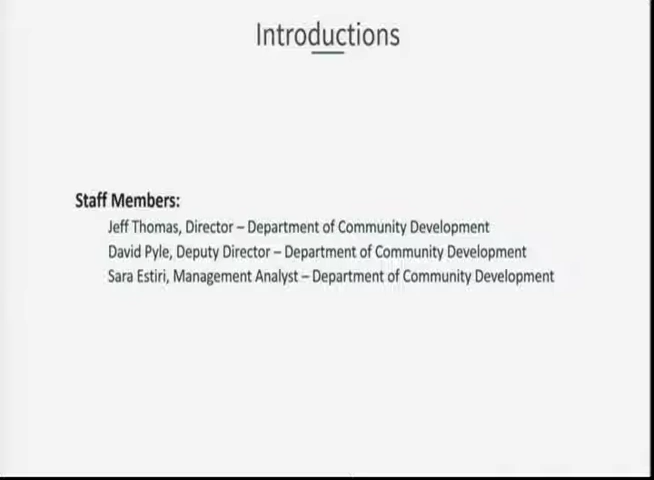 Introductions
Staff Members:
Jeff Thomas, Director – Department of Community Development
David Pyle, Deputy Director – Department of Community Development
Sara Estiri, Management Analyst – Department of Community Development